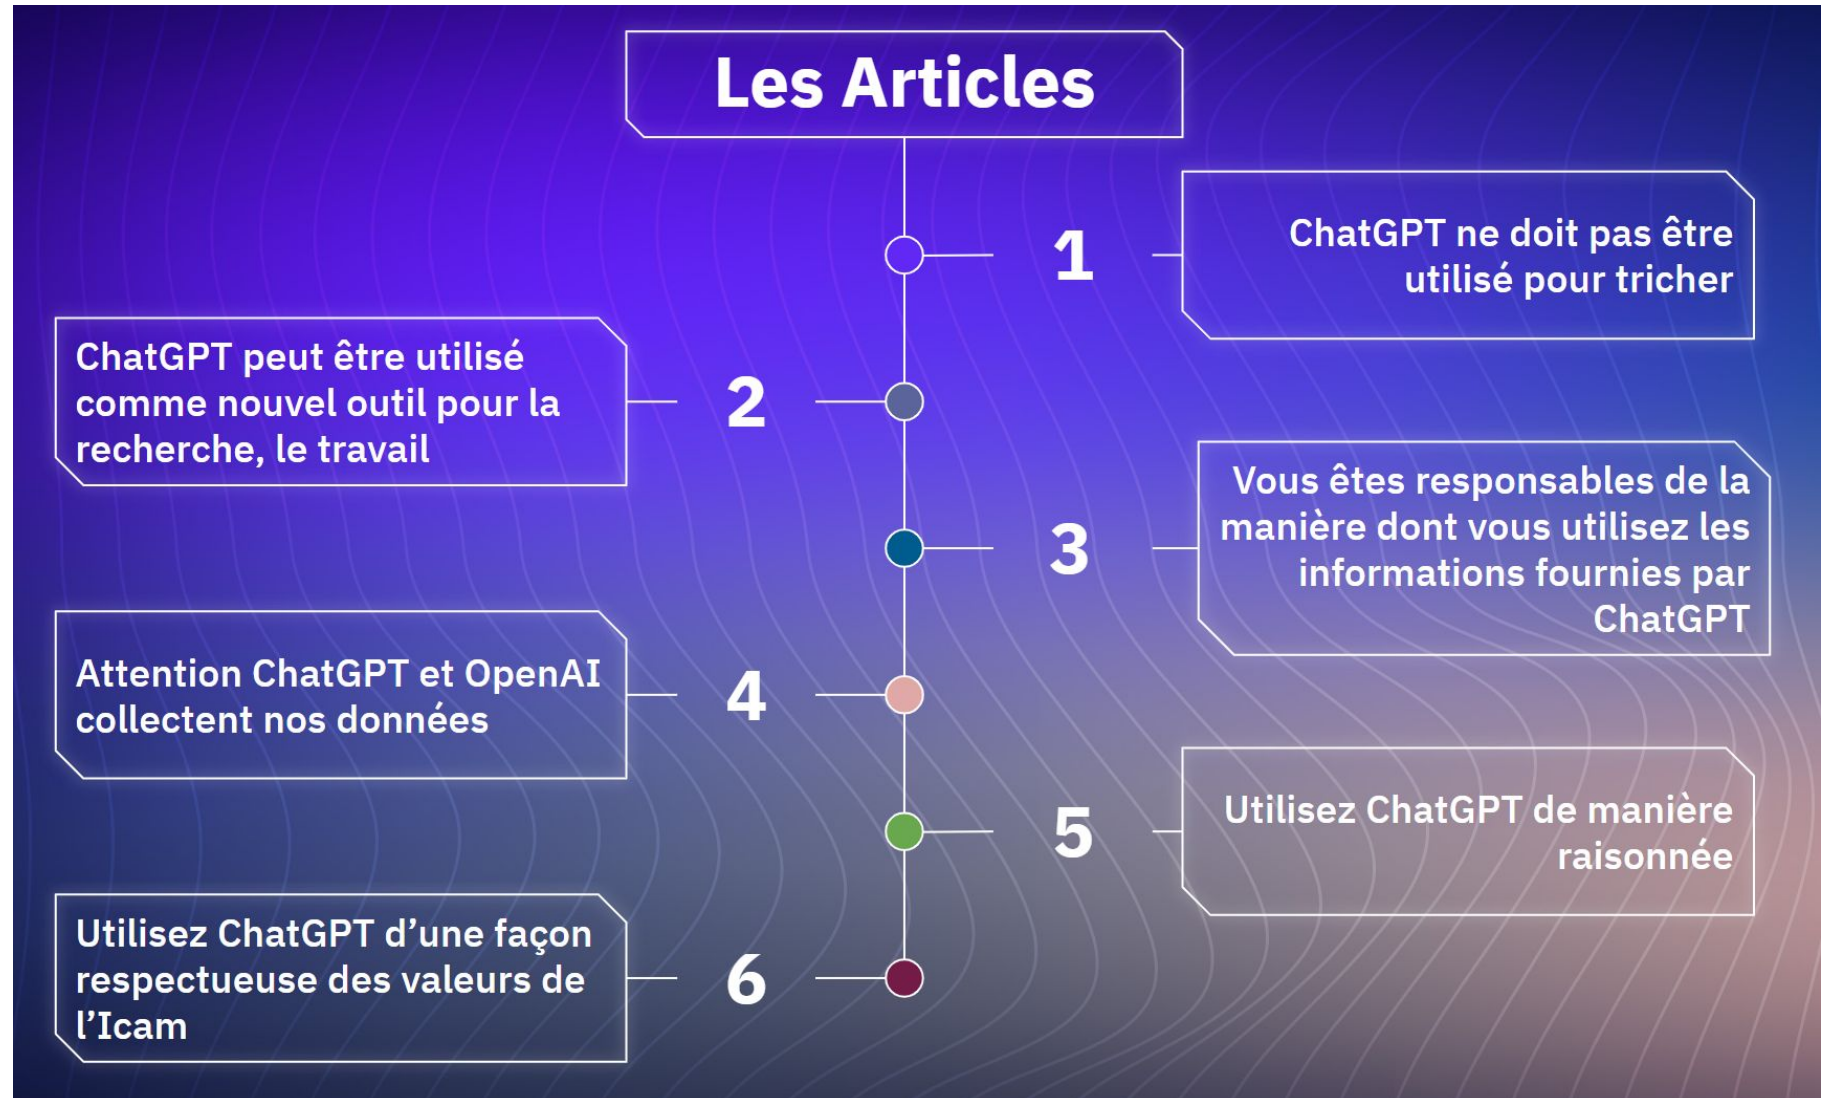 Les Articles
1
ChatGPT ne doit pas être
utilisé pour tricher
2
ChatGPT peut être utilisé
comme nouvel outil pour la
recherche, le travail
3
Vous êtes responsables de la
manière dont vous utilisez les
informations fournies par
ChatGPT
4
Attention ChatGPT et OpenAI
collectent nos données
5
Utilisez ChatGPT de manière
raisonnée
6
Utilisez ChatGPT d’une façon
respectueuse des valeurs de
l’Icam